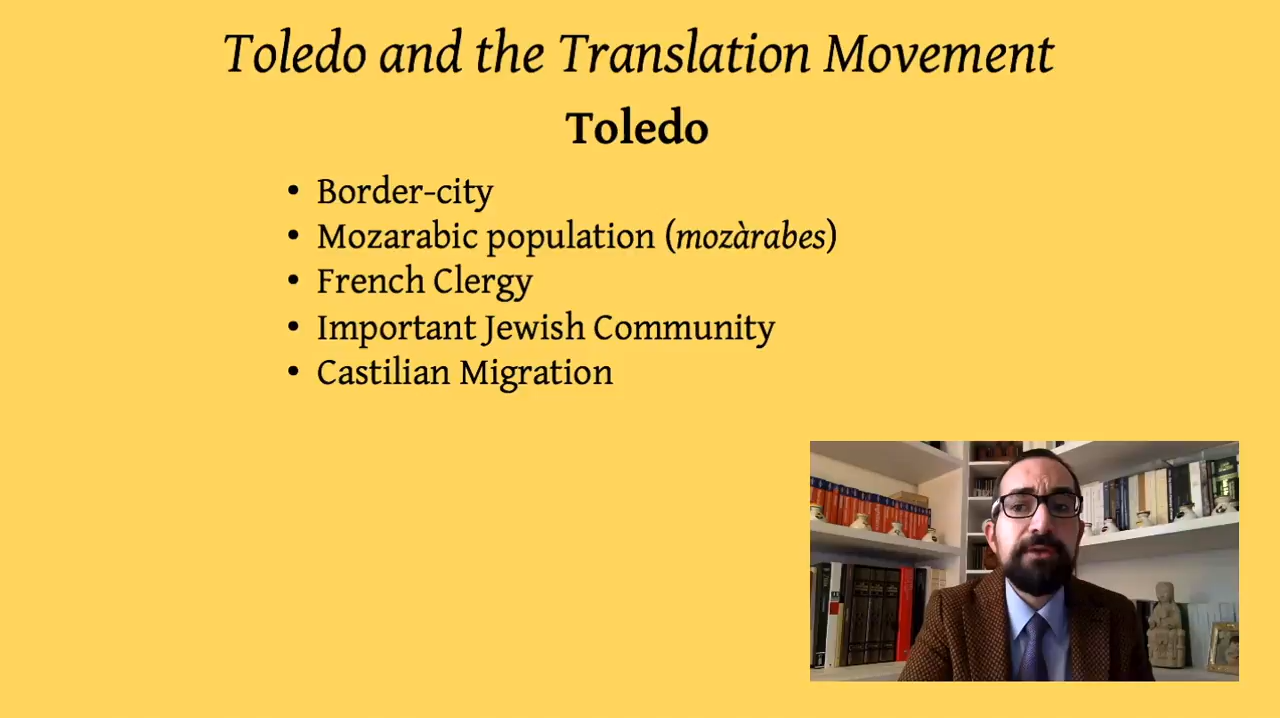 Toledo and the Translation Movement
Toledo
• Border-city
• Mozarabic population (mozàrabes)
• French Clergy
• Important Jewish Community
• Castilian Migration